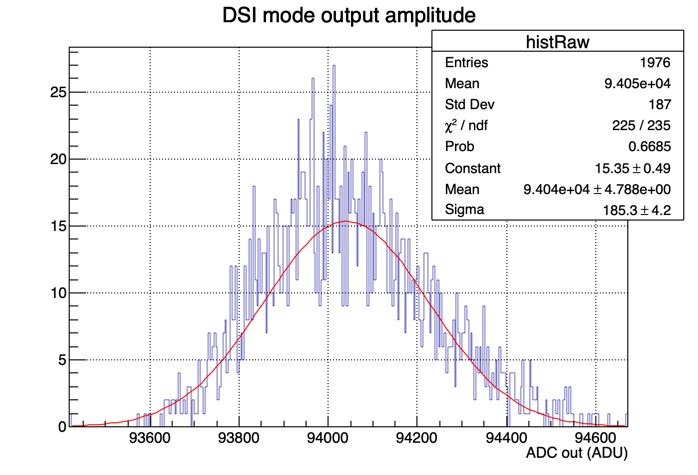 DSI mode output amplitude
histRaw
Entries 1976
Mean 9.405e+04
Std Dev 187
χ² / ndf 225 / 235
Prob 0.6685
Constant 15.35 ± 0.49
Mean 9.404e+04 ± 4.788e+00
Sigma 185.3 ± 4.2
25
20
15
10
5
0
93600 93800 94000 94200 94400 94600
ADC out (ADU)